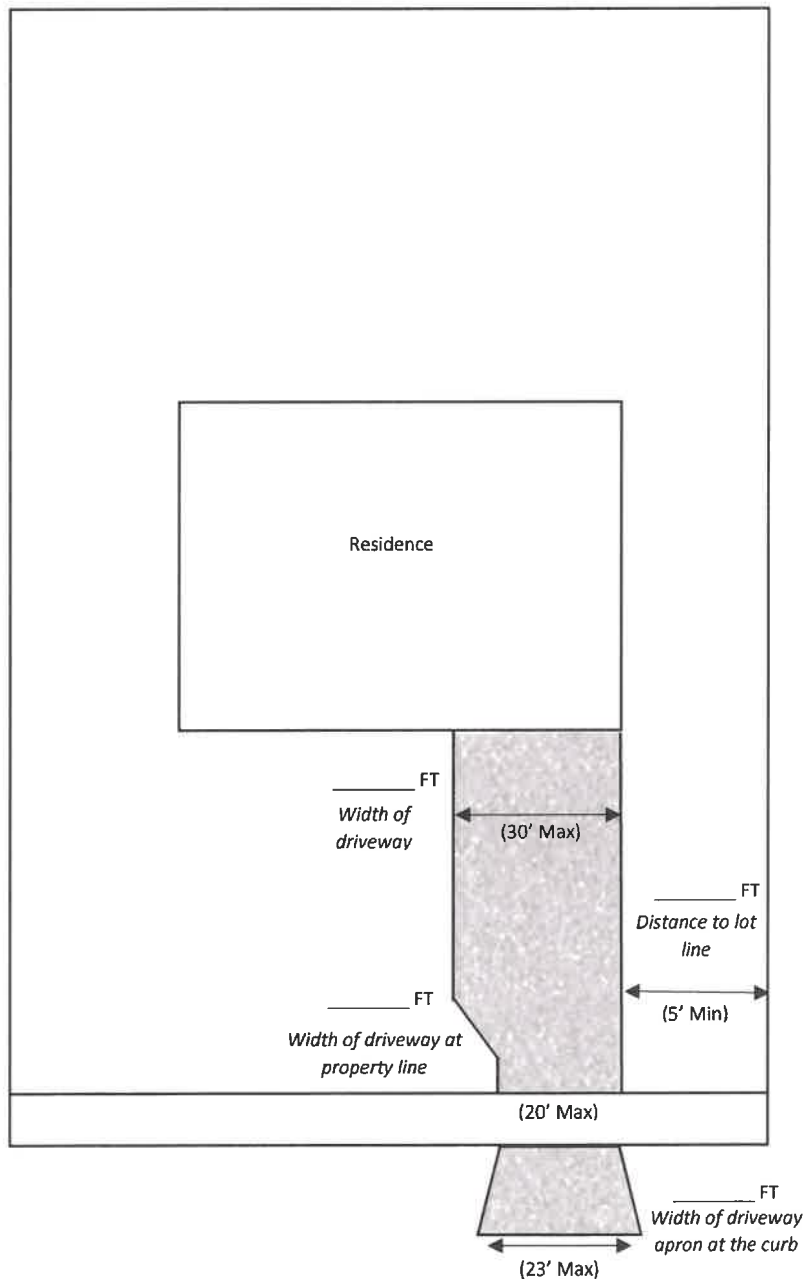 Residence
________ FT
Width of
driveway
(30' Max)
________ FT
Distance to lot
line
(5' Min)
________ FT
Width of driveway at
property line
(20' Max)
________ FT
Width of driveway
apron at the curb
(23' Max)